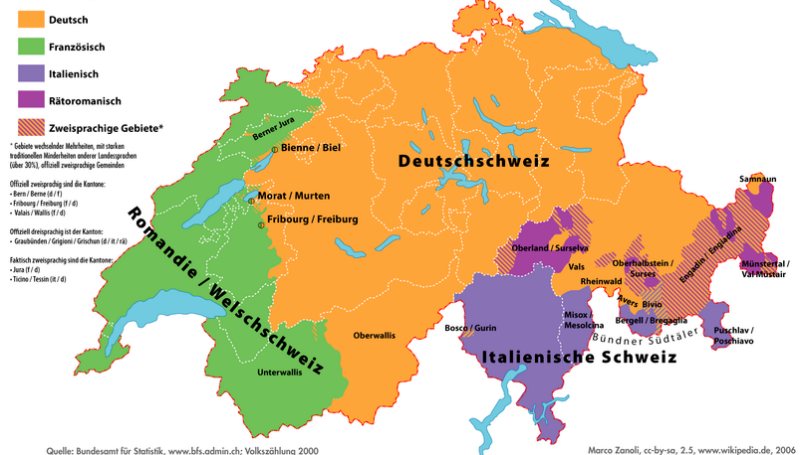 Deutsch
Französisch
Italienisch
Rätoromanisch
Zweisprachige Gebiete*
* Gebiete wechselnder Mehrheiten, mit starken
traditionellen Minderheiten anderer Landessprachen
(über 30%), offiziell zweisprachige Gemeinden
Offiziell zweisprachig sind die Kantone:
• Bern / Berne (d / f)
• Fribourg / Freiburg (f / d)
• Valais / Wallis (f / d)
Offiziell dreisprachig ist der Kanton:
• Graubünden / Grigioni / Grischun (d / it / rä)
Faktisch zweisprachig sind die Kantone:
• Jura (f / d)
• Ticino / Tessin (it / d)
Berner Jura
Bienne / Biel
Deutschschweiz
Morat / Murten
Fribourg / Freiburg
Romandie / Welschschweiz
Samnaun
Oberland / Surselva
Engadin / Engiadina
Vals
Oberhalbstein /
Surses
Münstertal /
Val Müstair
Rheinwald
Avers
Bivio
Misox /
Mesolcina
Bergell / Bregaglia
Bosco / Gurin
Puschlav /
Poschiavo
Bündner Südtäler
Oberwallis
Italienische Schweiz
Unterwallis
Quelle: Bundesamt für Statistik, www.bfs.admin.ch; Volkszählung 2000
Marco Zanoli, cc-by-sa, 2.5, www.wikipedia.de, 2006